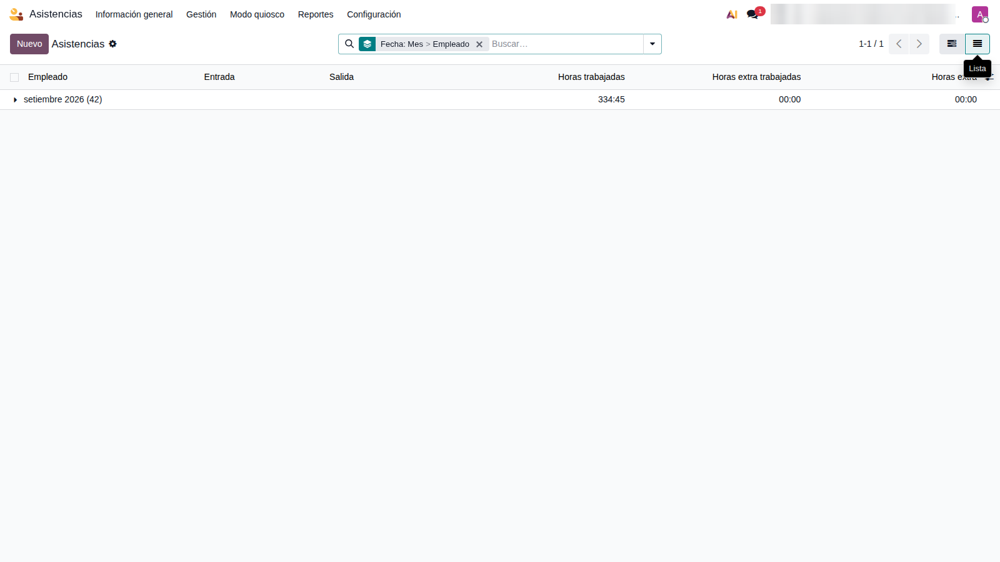 Asistencias Información general Gestión Modo quiosco Reportes Configuración AI 1 .. A
Nuevo Asistencias Fecha: Mes > Empleado Buscar... 1-1 / 1
Lista
Empleado Entrada Salida Horas trabajadas Horas extra trabajadas Horas extra
setiembre 2026 (42) 334:45 00:00 00:00